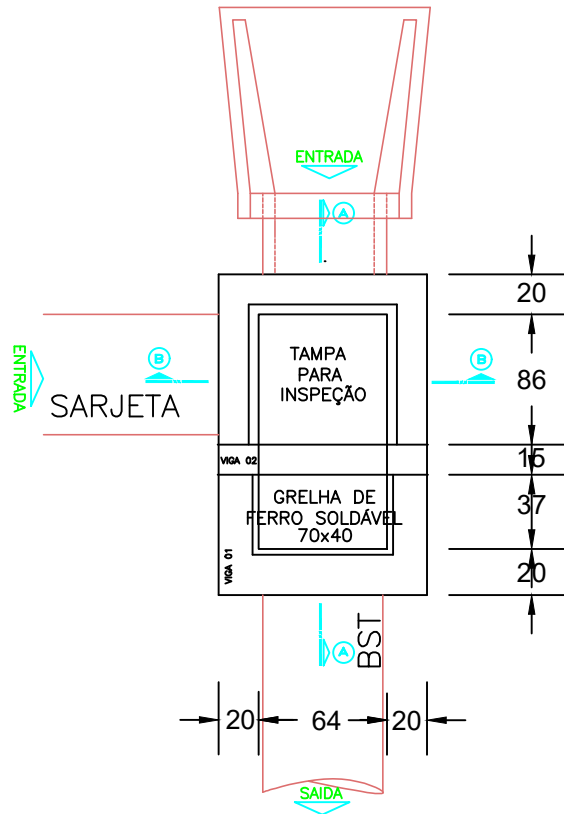 ENTRADA
A
20
B
B
ENTRADA
TAMPA
PARA
INSPEÇÃO
86
SARJETA
VIGA 02
15
GRELHA DE
FERRO SOLDÁVEL
70x40
37
VIGA 01
20
A
BST
20
64
20
SAIDA